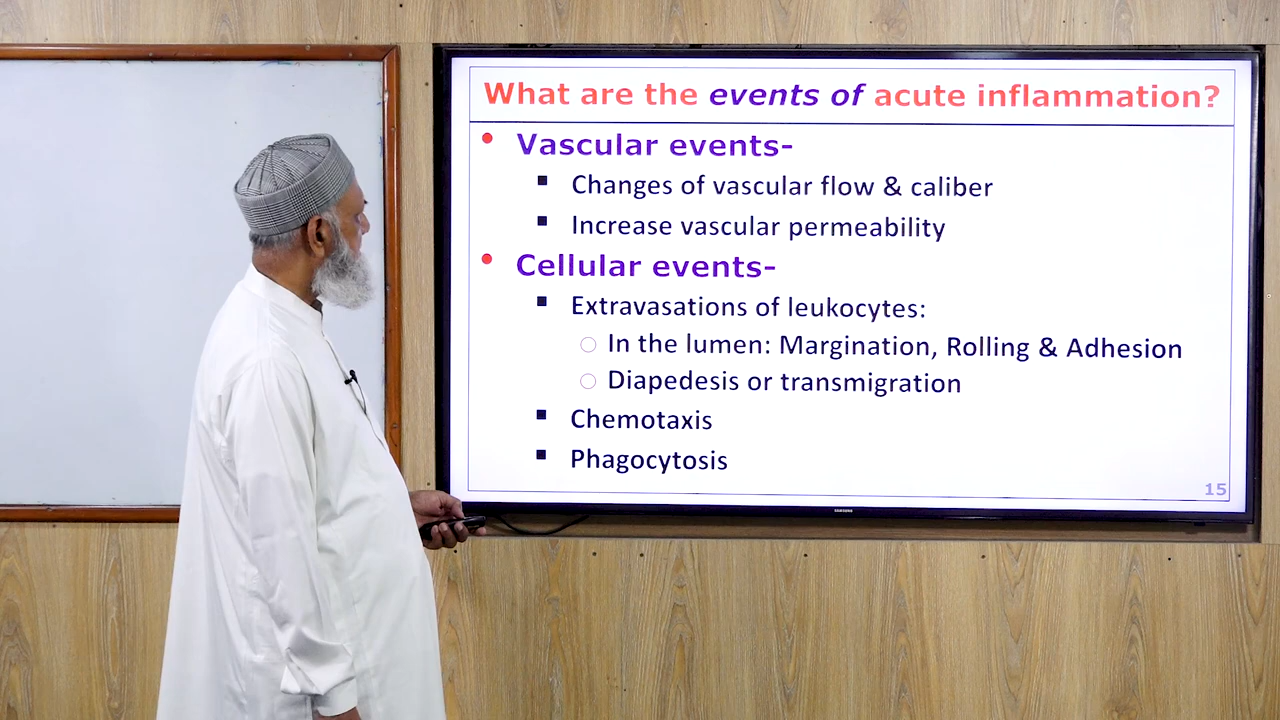 What are the events of acute inflammation?
• Vascular events-
▪ Changes of vascular flow & caliber
▪ Increase vascular permeability
• Cellular events-
▪ Extravasations of leukocytes:
○ In the lumen: Margination, Rolling & Adhesion
○ Diapedesis or transmigration
▪ Chemotaxis
▪ Phagocytosis
15
SAMSUNG